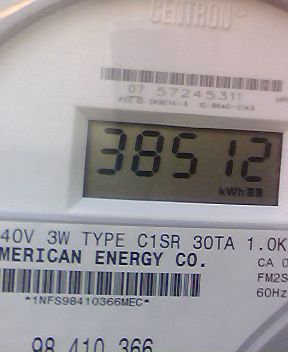 CENTRON®
07 57245311
38512
kWh
40V 3W TYPE C1SR 30TA 1.0K
MERICAN ENERGY CO.
CA 0
FM2S
60Hz
*1NFS98410366MEC*
98 410 366